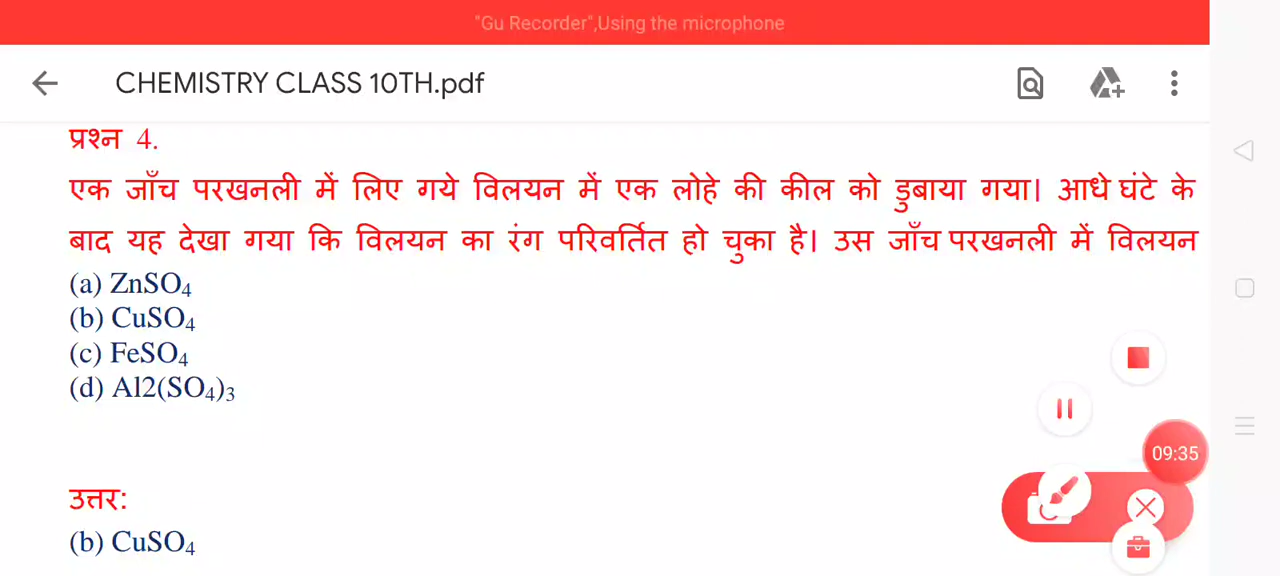 "Gu Recorder",Using the microphone
CHEMISTRY CLASS 10TH.pdf
प्रश्न 4.
एक जाँच परखनली में लिए गये विलयन में एक लोहे की कील को डुबाया गया। आधे घंटे के
बाद यह देखा गया कि विलयन का रंग परिवर्तित हो चुका है। उस जाँच परखनली में विलयन
(a) ZnSO₄
(b) CuSO₄
(c) FeSO₄
(d) Al2(SO₄)₃
09:35
उत्तर:
(b) CuSO₄